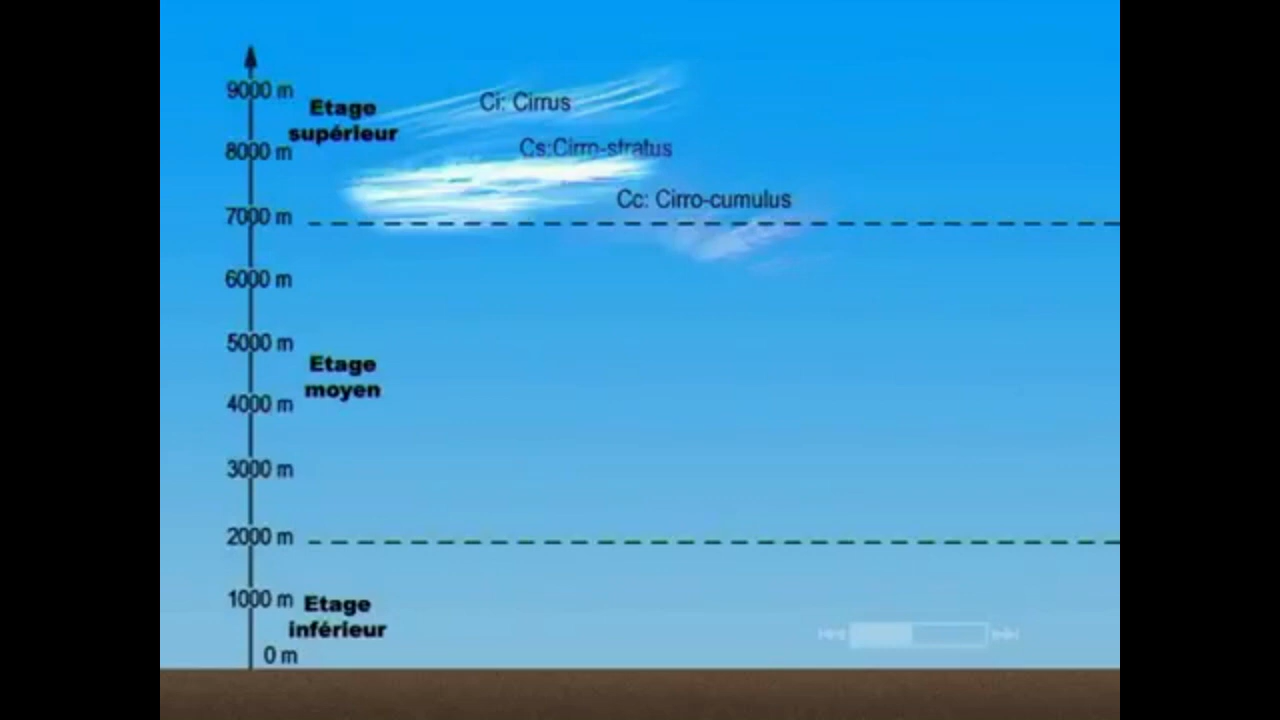 9000 m
Etage
supérieur
Ci: Cirrus
8000 m
Cs:Cirro-stratus
Cc: Cirro-cumulus
7000 m
6000 m
5000 m
Etage
moyen
4000 m
3000 m
2000 m
1000 m
Etage
inférieur
0 m